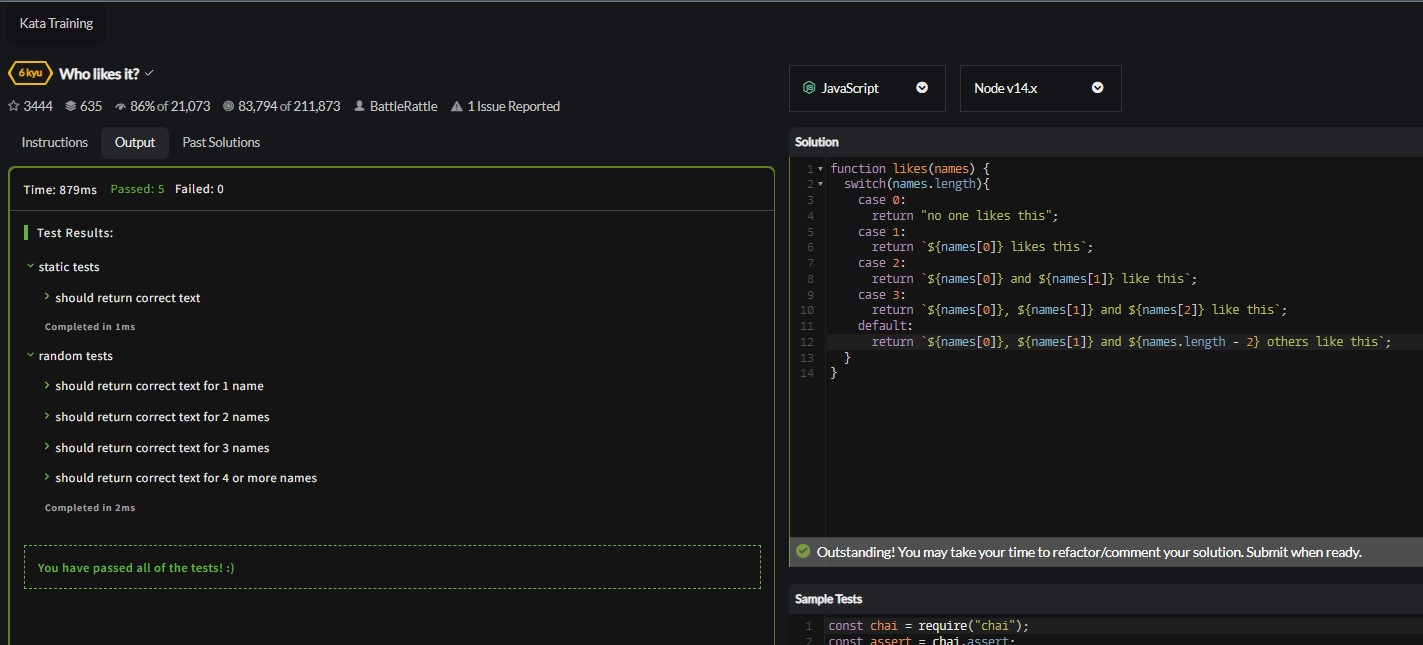 Kata Training
6 kyu Who likes it?
3444 635 86% of 21,073 83,794 of 211,873 BattleRattle 1 Issue Reported
Instructions Output Past Solutions
Time: 879ms Passed: 5 Failed: 0
Test Results:
static tests
should return correct text
Completed in 1ms
random tests
should return correct text for 1 name
should return correct text for 2 names
should return correct text for 3 names
should return correct text for 4 or more names
Completed in 2ms
You have passed all of the tests! :)
JavaScript Node v14.x
Solution
1 function likes(names) {
2 switch(names.length){
3 case 0:
4 return "no one likes this";
5 case 1:
6 return `${names[0]} likes this`;
7 case 2:
8 return `${names[0]} and ${names[1]} like this`;
9 case 3:
10 return `${names[0]}, ${names[1]} and ${names[2]} like this`;
11 default:
12 return `${names[0]}, ${names[1]} and ${names.length - 2} others like this`;
13 }
14 }
Outstanding! You may take your time to refactor/comment your solution. Submit when ready.
Sample Tests
1 const chai = require("chai");
2 const assert = chai.assert;